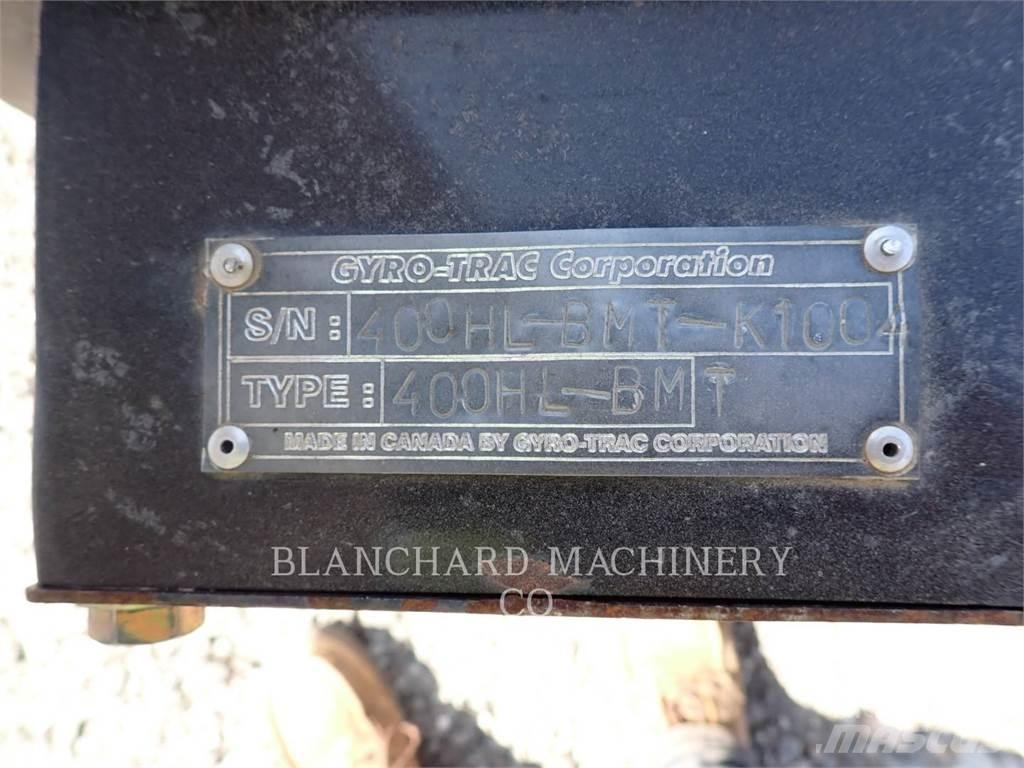 GYRO-TRAC Corporation
S/N: 400HL-BMT-K1004
TYPE: 400HL-BMT
MADE IN CANADA BY GYRO-TRAC CORPORATION
BLANCHARD MACHINERY
CO
MASCUS